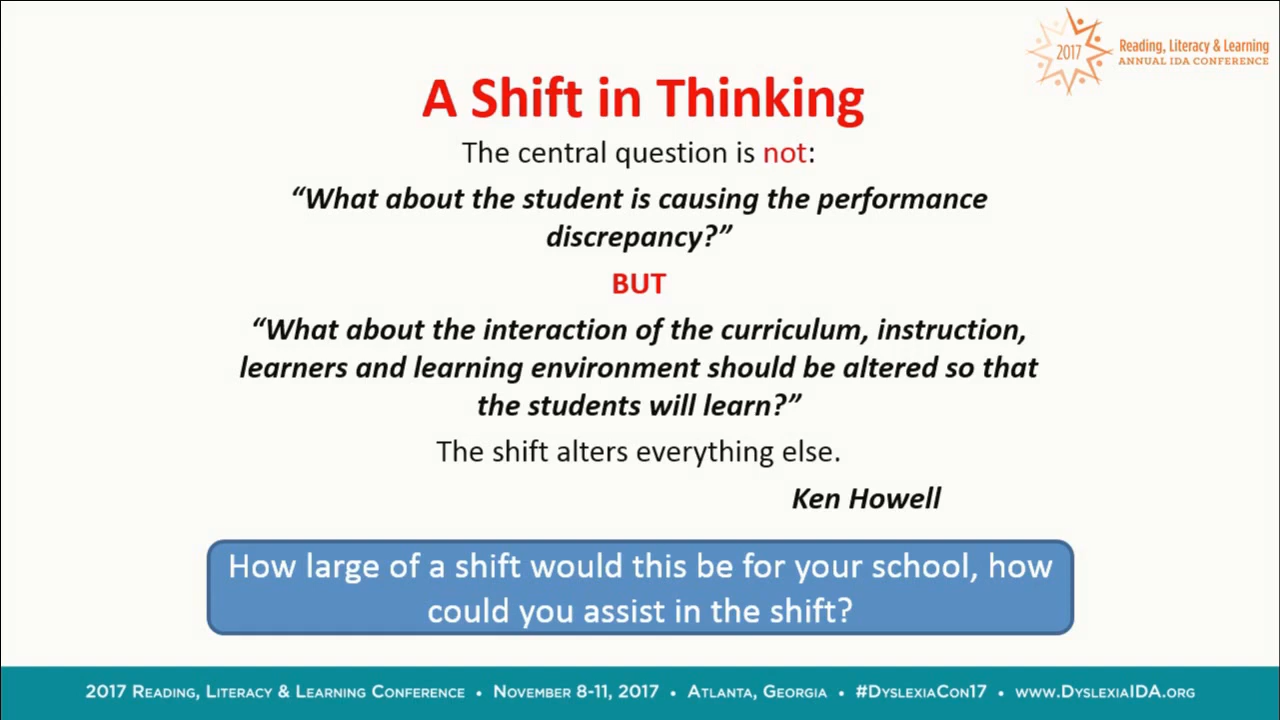 2017
Reading, Literacy & Learning
ANNUAL IDA CONFERENCE
A Shift in Thinking
The central question is not:
“What about the student is causing the performance
discrepancy?”
BUT
“What about the interaction of the curriculum, instruction,
learners and learning environment should be altered so that
the students will learn?”
The shift alters everything else.
Ken Howell
How large of a shift would this be for your school, how
could you assist in the shift?
2017 Reading, Literacy & Learning Conference • November 8-11, 2017 • Atlanta, Georgia • #DyslexiaCon17 • www.DyslexiaIDA.org